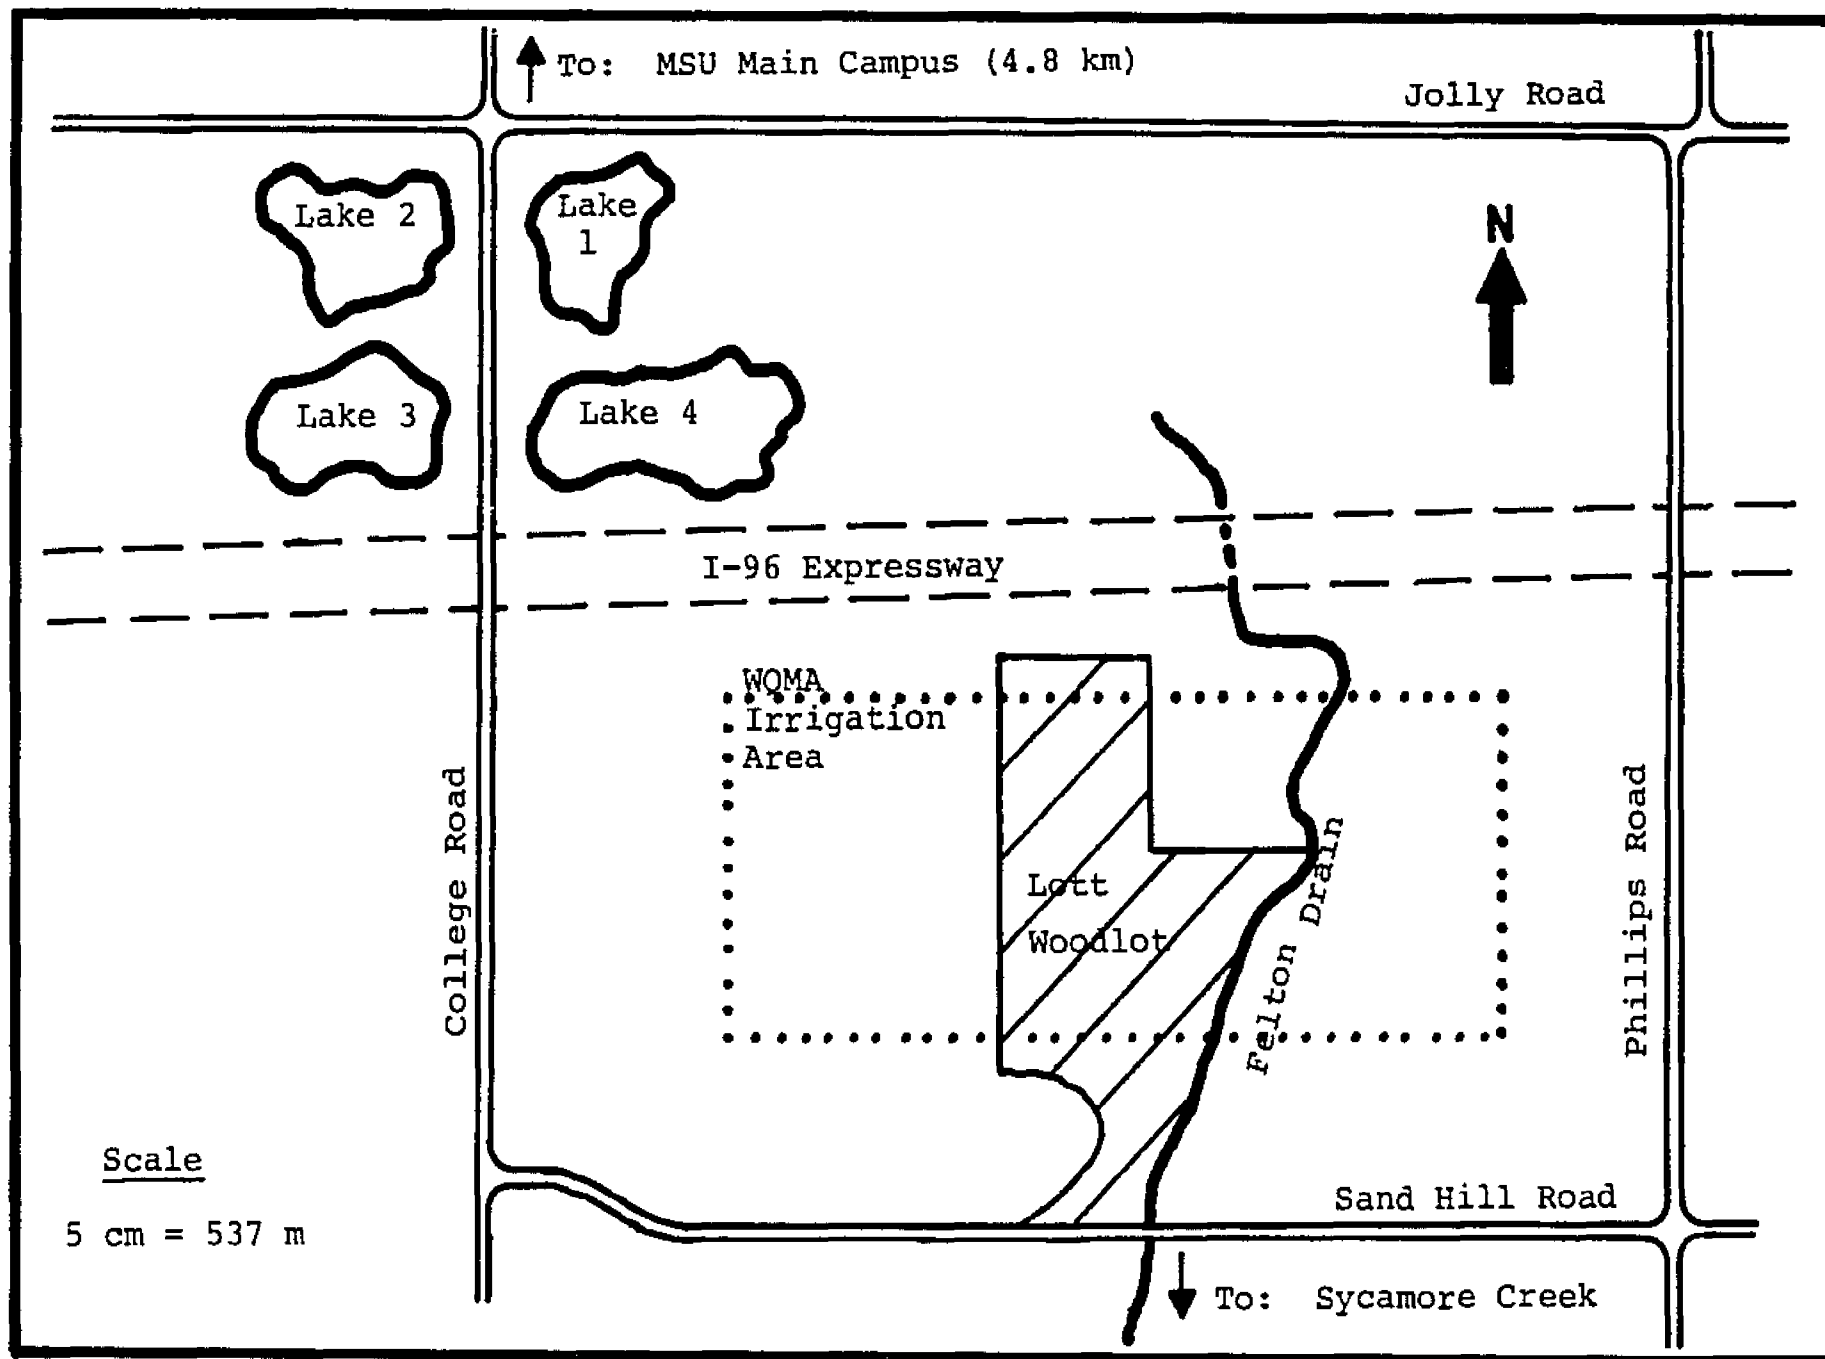 To: MSU Main Campus (4.8 km)
Jolly Road
Lake 2
Lake
1
N
Lake 3
Lake 4
I-96 Expressway
WQMA
Irrigation
Area
College Road
Lott
Woodlot
Felton Drain
Phillips Road
Scale
5 cm = 537 m
Sand Hill Road
To: Sycamore Creek